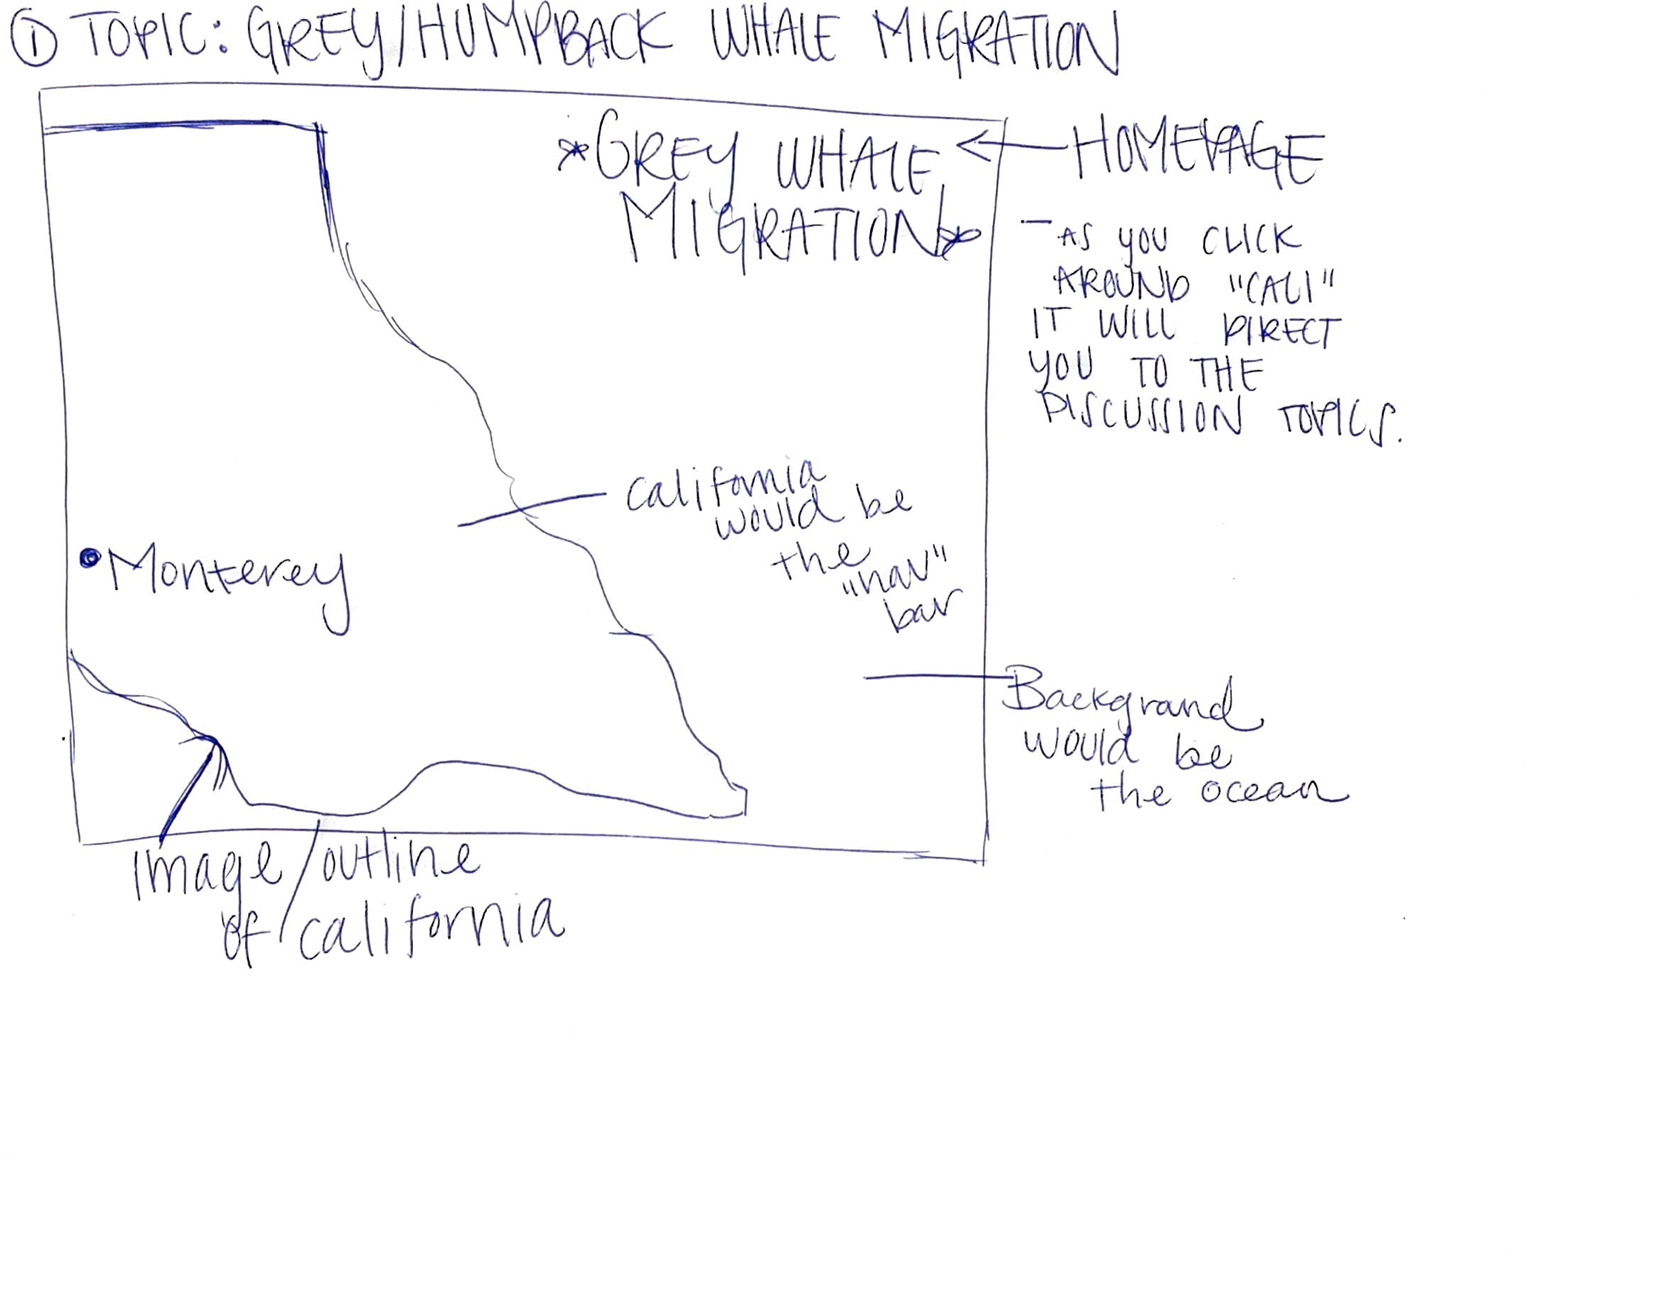 ① TOPIC: GREY/HUMPBACK WHALE MIGRATION
*GREY WHALE
MIGRATION*
HOMEPAGE
- AS YOU CLICK
AROUND "CALI"
IT WILL DIRECT
YOU TO THE
DISCUSSION TOPICS.
California
would be
the
"nav"
bar
Monterey
Background
would be
the ocean
Image/outline
of california